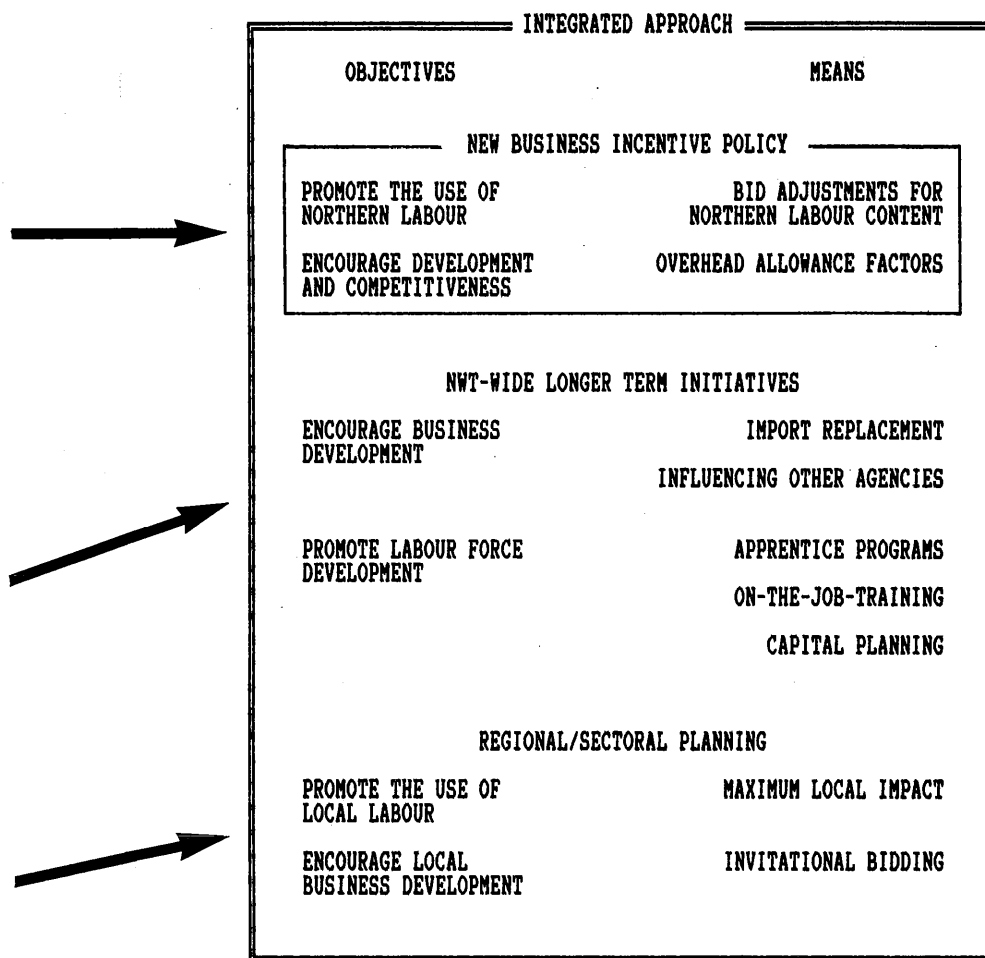 INTEGRATED APPROACH
OBJECTIVES MEANS
NEW BUSINESS INCENTIVE POLICY
PROMOTE THE USE OF BID ADJUSTMENTS FOR
NORTHERN LABOUR NORTHERN LABOUR CONTENT
ENCOURAGE DEVELOPMENT OVERHEAD ALLOWANCE FACTORS
AND COMPETITIVENESS
NWT-WIDE LONGER TERM INITIATIVES
ENCOURAGE BUSINESS IMPORT REPLACEMENT
DEVELOPMENT
INFLUENCING OTHER AGENCIES
PROMOTE LABOUR FORCE APPRENTICE PROGRAMS
DEVELOPMENT
ON-THE-JOB-TRAINING
CAPITAL PLANNING
REGIONAL/SECTORAL PLANNING
PROMOTE THE USE OF MAXIMUM LOCAL IMPACT
LOCAL LABOUR
ENCOURAGE LOCAL INVITATIONAL BIDDING
BUSINESS DEVELOPMENT